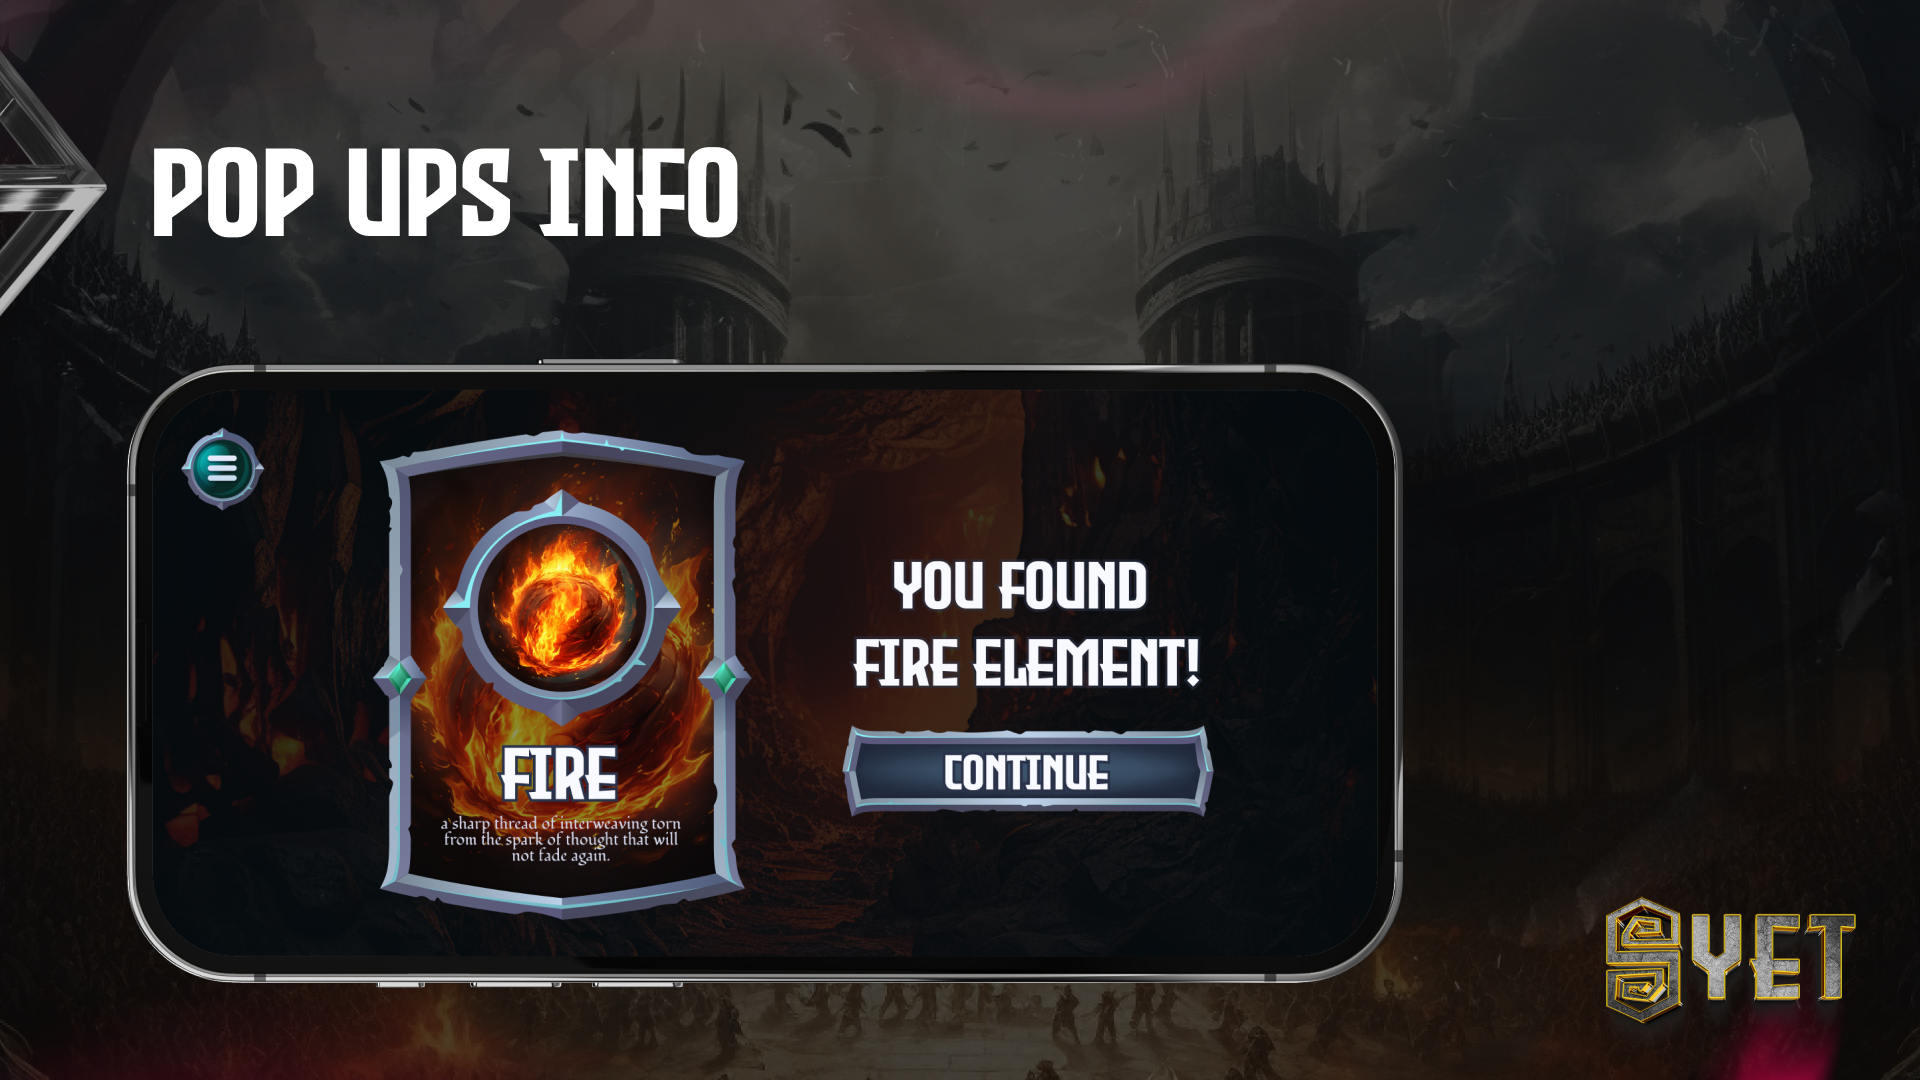 POP UPS INFO
YOU FOUND
FIRE ELEMENT!
CONTINUE
FIRE
a sharp thread of interweaving torn
from the spark of thought that will
not fade again.
SYET